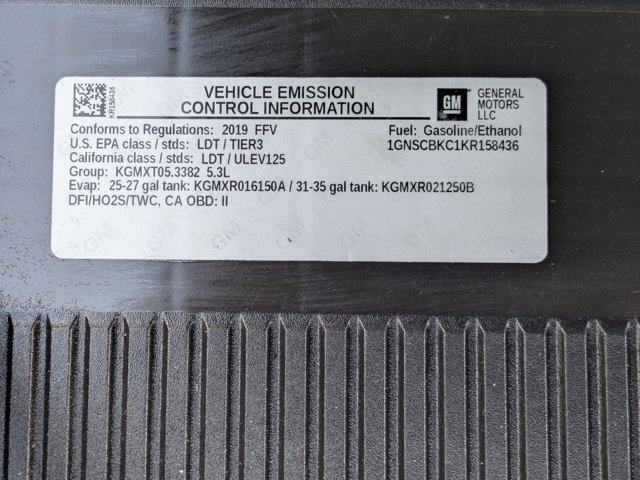 KR158436
VEHICLE EMISSION
CONTROL INFORMATION
GM
GENERAL
MOTORS
LLC
Conforms to Regulations: 2019 FFV
Fuel: Gasoline/Ethanol
U.S. EPA class / stds: LDT / TIER3
1GNSCBKC1KR158436
California class / stds: LDT / ULEV125
Group: KGMXT05.3382 5.3L
Evap: 25-27 gal tank: KGMXR016150A / 31-35 gal tank: KGMXR021250B
DFI/HO2S/TWC, CA OBD: II